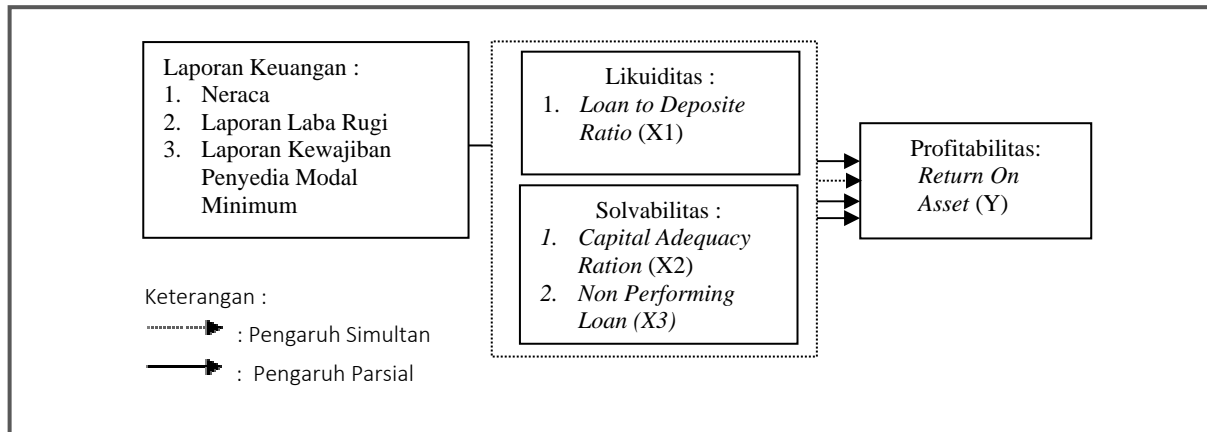 Laporan Keuangan :
1. Neraca
2. Laporan Laba Rugi
3. Laporan Kewajiban
Penyedia Modal
Minimum
Likuiditas :
1. Loan to Deposite
Ratio (X1)
Solvabilitas :
1. Capital Adequacy
Ration (X2)
2. Non Performing
Loan (X3)
Profitabilitas:
Return On
Asset (Y)
Keterangan :
: Pengaruh Simultan
: Pengaruh Parsial